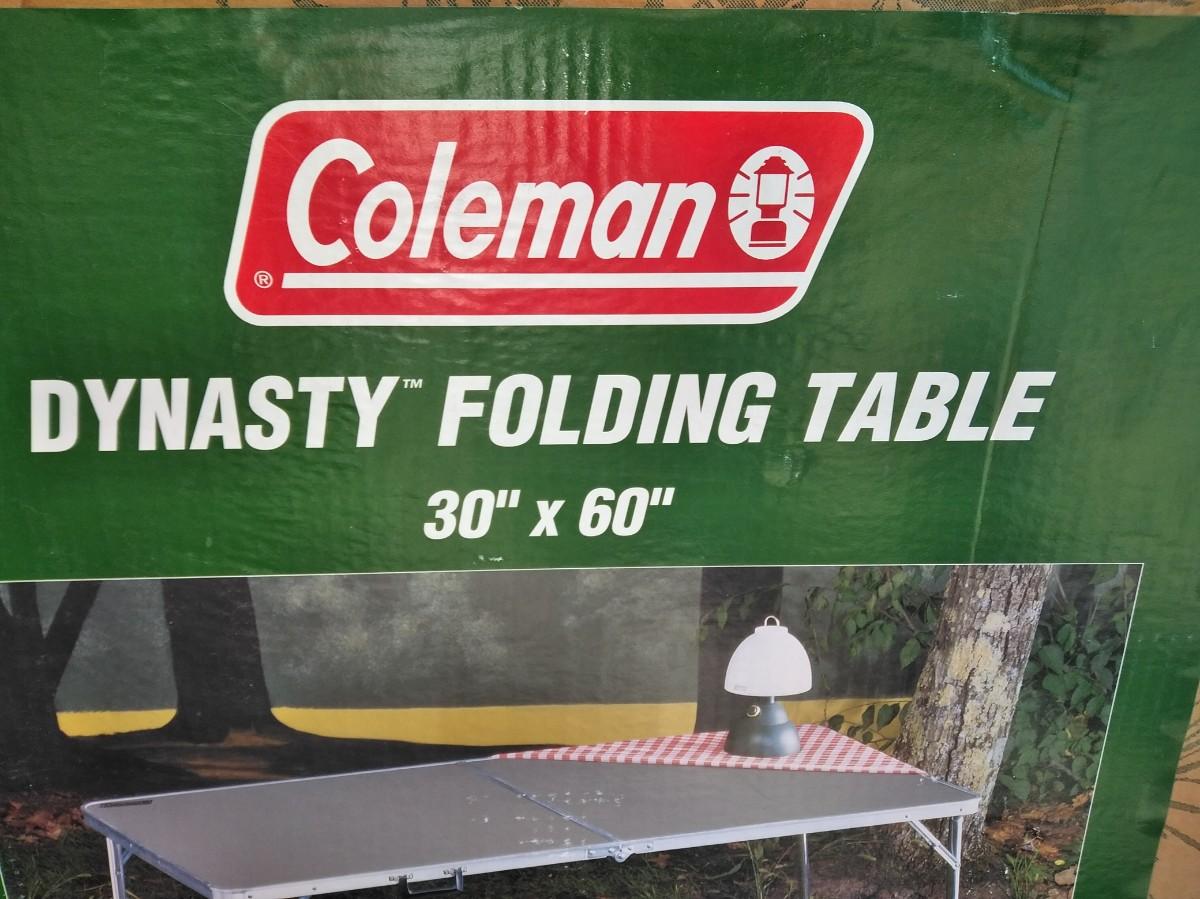 Coleman
®
DYNASTY™ FOLDING TABLE
30" x 60"